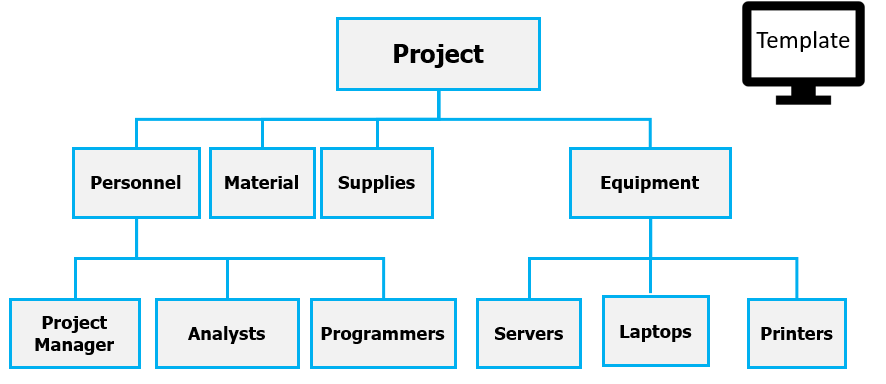 Project
Template
Personnel
Material
Supplies
Equipment
Project
Manager
Analysts
Programmers
Servers
Laptops
Printers